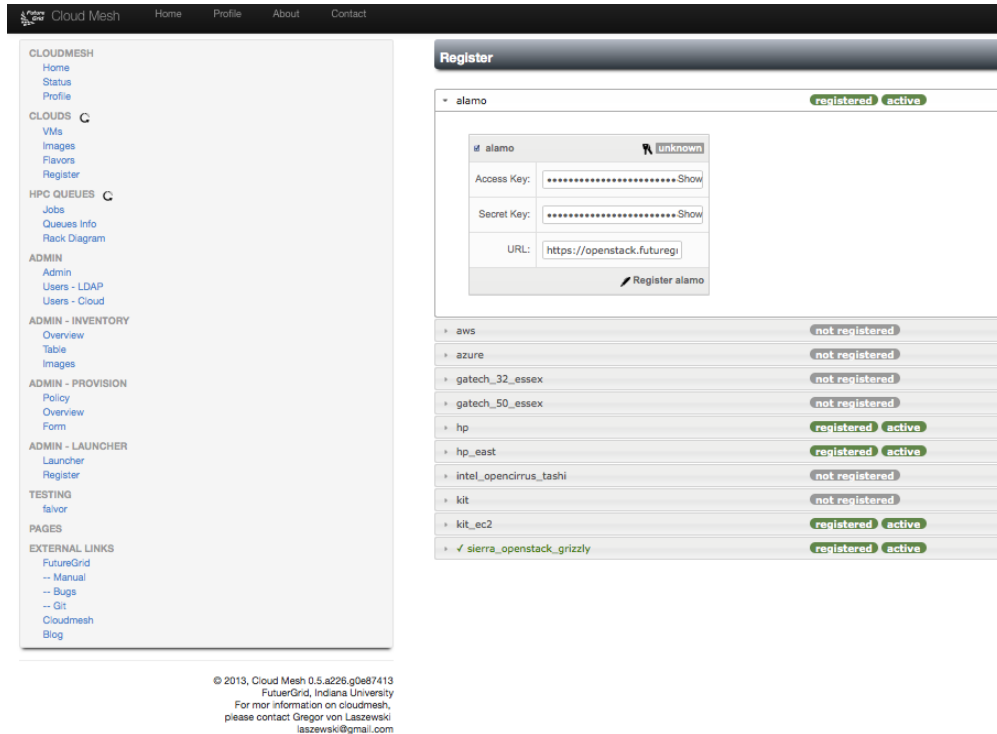 Future Grid Cloud Mesh Home Profile About Contact
CLOUDMESH
Home
Status
Profile
CLOUDS
VMs
Images
Flavors
Register
HPC QUEUES
Jobs
Queues Info
Rack Diagram
ADMIN
Admin
Users - LDAP
Users - Cloud
ADMIN - INVENTORY
Overview
Table
Images
ADMIN - PROVISION
Policy
Overview
Form
ADMIN - LAUNCHER
Launcher
Register
TESTING
falvor
PAGES
EXTERNAL LINKS
FutureGrid
-- Manual
-- Bugs
-- Git
Cloudmesh
Blog
© 2013, Cloud Mesh 0.5.a226.g0e87413
FutuerGrid, Indiana University
For mor information on cloudmesh,
please contact Gregor von Laszewski
laszewski@gmail.com
Register
alamo registered active
alamo unknown
Access Key: •••••••••••••••••••••••• Show
Secret Key: •••••••••••••••••••••••• Show
URL: https://openstack.futuregr
Register alamo
aws not registered
azure not registered
gatech_32_essex not registered
gatech_50_essex not registered
hp registered active
hp_east registered active
intel_opencirrus_tashi not registered
kit not registered
kit_ec2 registered active
✓ sierra_openstack_grizzly registered active